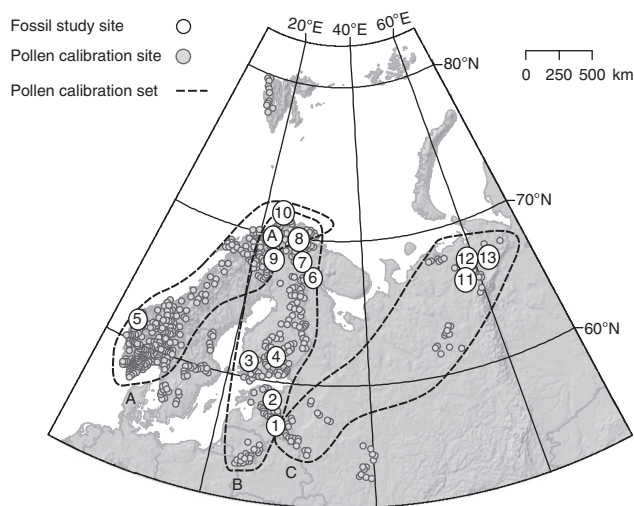 Fossil study site
Pollen calibration site
Pollen calibration set
20°E 40°E 60°E
80°N
0 250 500 km
70°N
10
A 8
9 7
6
12 13
11
5
60°N
3 4
A
2
1
B C